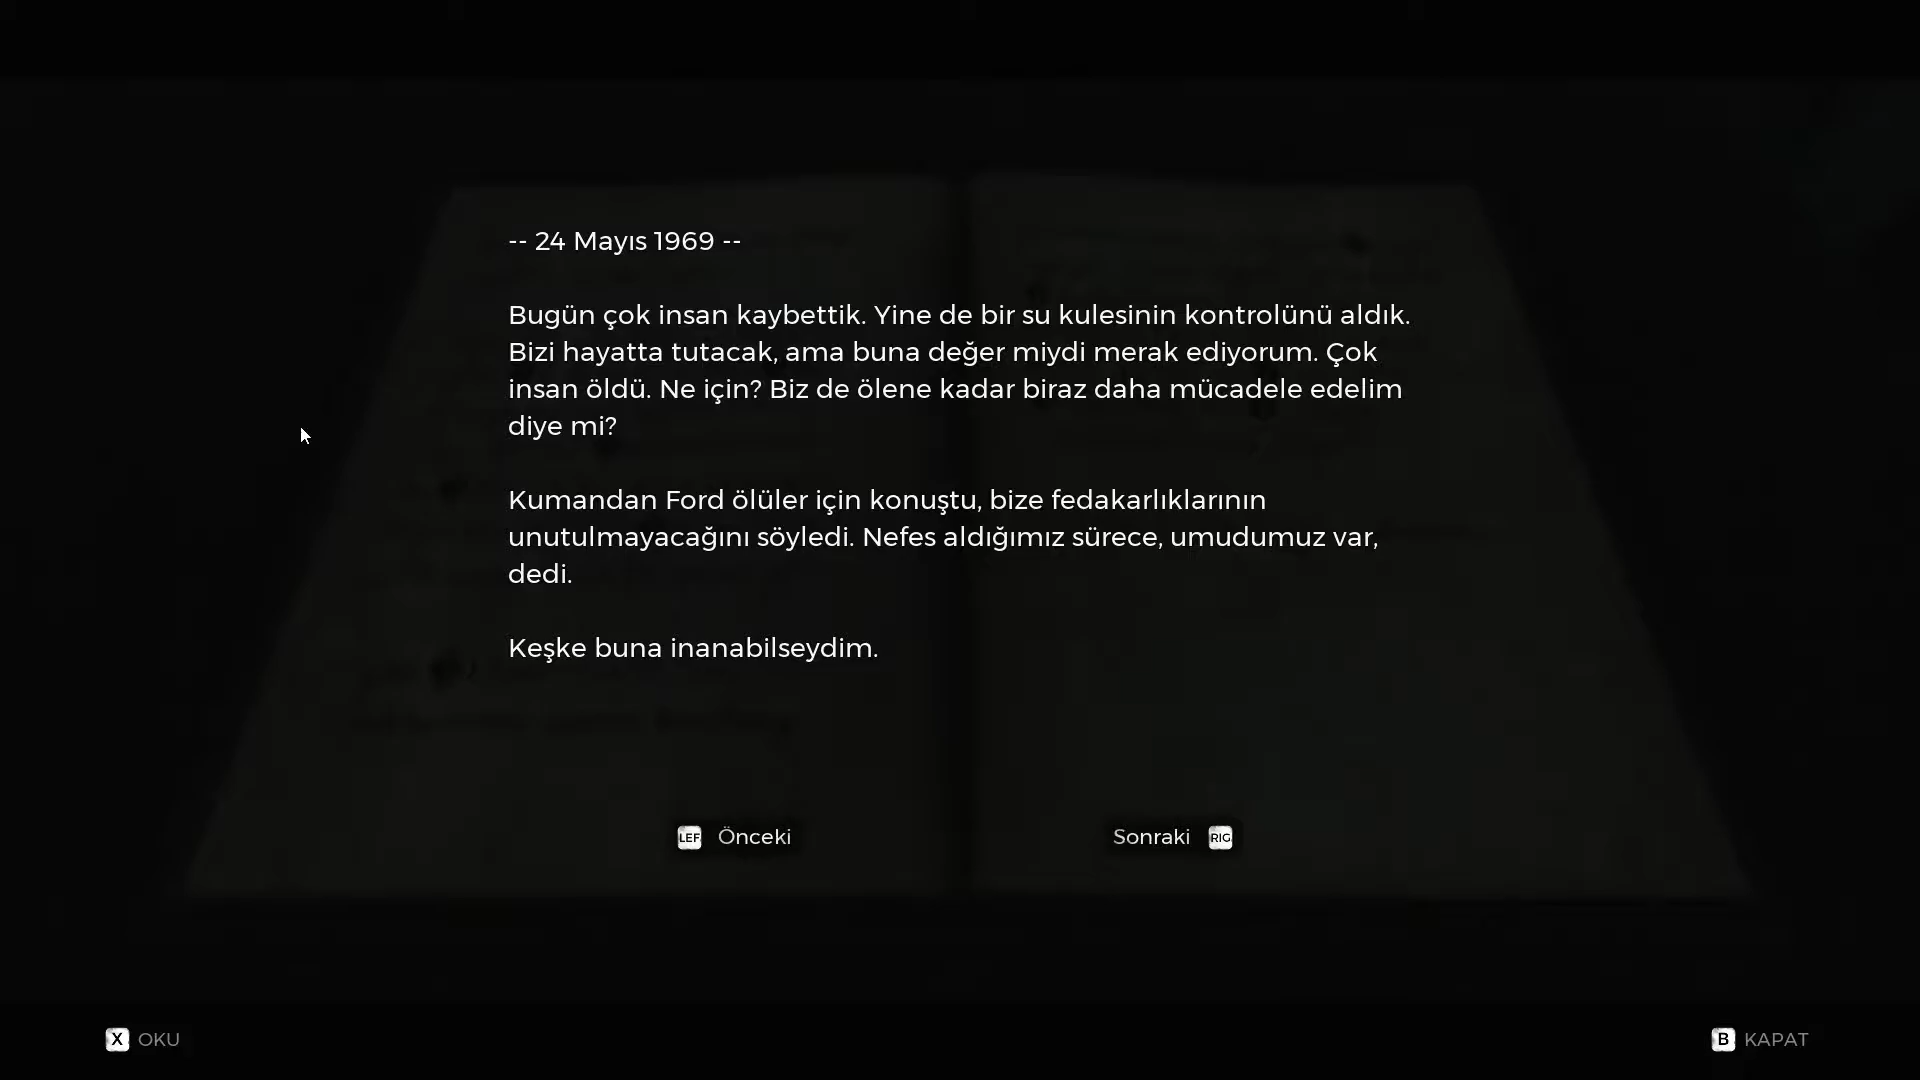 -- 24 Mayıs 1969 --
Bugün çok insan kaybettik. Yine de bir su kulesinin kontrolünü aldık.
Bizi hayatta tutacak, ama buna değer miydi merak ediyorum. Çok
insan öldü. Ne için? Biz de ölene kadar biraz daha mücadele edelim
diye mi?
Kumandan Ford ölüler için konuştu, bize fedakarlıklarının
unutulmayacağını söyledi. Nefes aldığımız sürece, umudumuz var,
dedi.
Keşke buna inanabilseydim.
LEF Önceki
Sonraki RIG
X OKU
B KAPAT